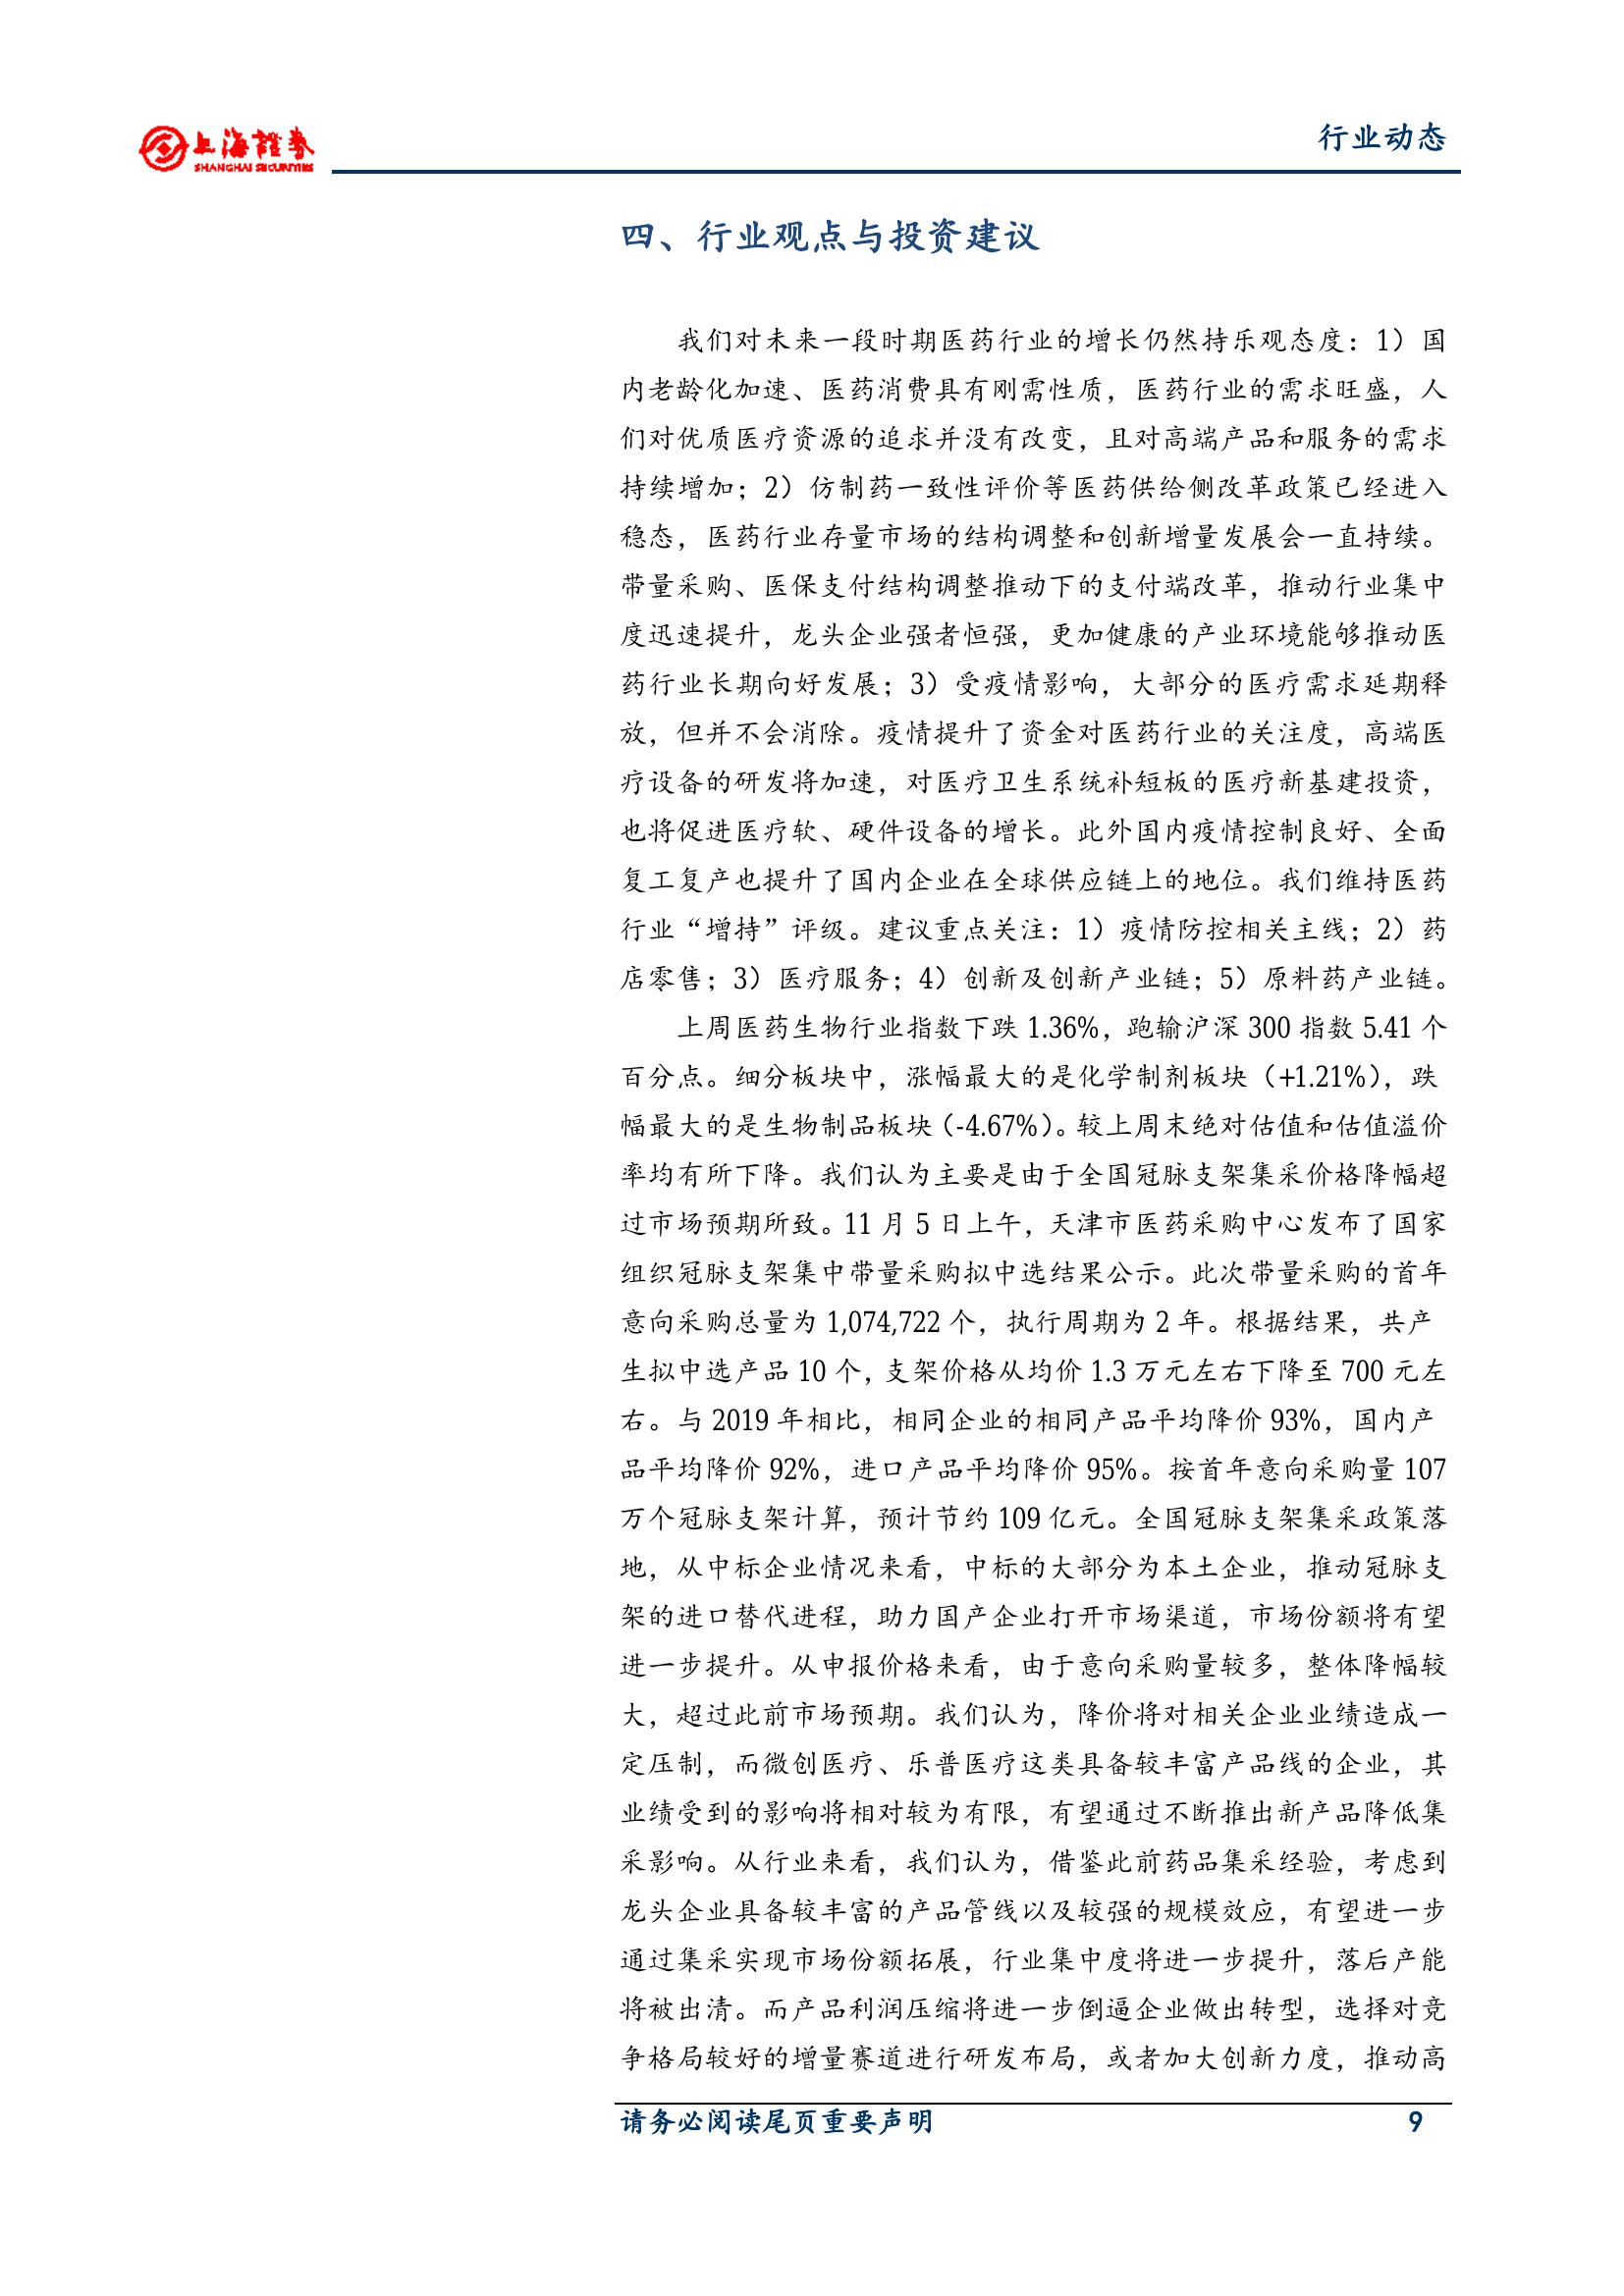 上海證券
SHANGHAI SECURITIES
行业动态
四、行业观点与投资建议
我们对未来一段时期医药行业的增长仍然持乐观态度：1）国
内老龄化加速、医药消费具有刚需性质，医药行业的需求旺盛，人
们对优质医疗资源的追求并没有改变，且对高端产品和服务的需求
持续增加；2）仿制药一致性评价等医药供给侧改革政策已经进入
稳态，医药行业存量市场的结构调整和创新增量发展会一直持续。
带量采购、医保支付结构调整推动下的支付端改革，推动行业集中
度迅速提升，龙头企业强者恒强，更加健康的产业环境能够推动医
药行业长期向好发展；3）受疫情影响，大部分的医疗需求延期释
放，但并不会消除。疫情提升了资金对医药行业的关注度，高端医
疗设备的研发将加速，对医疗卫生系统补短板的医疗新基建投资，
也将促进医疗软、硬件设备的增长。此外国内疫情控制良好、全面
复工复产也提升了国内企业在全球供应链上的地位。我们维持医药
行业“增持”评级。建议重点关注：1）疫情防控相关主线；2）药
店零售；3）医疗服务；4）创新及创新产业链；5）原料药产业链。
上周医药生物行业指数下跌 1.36%，跑输沪深 300 指数 5.41 个
百分点。细分板块中，涨幅最大的是化学制剂板块（+1.21%），跌
幅最大的是生物制品板块（-4.67%）。较上周末绝对估值和估值溢价
率均有所下降。我们认为主要是由于全国冠脉支架集采价格降幅超
过市场预期所致。11 月 5 日上午，天津市医药采购中心发布了国家
组织冠脉支架集中带量采购拟中选结果公示。此次带量采购的首年
意向采购总量为 1,074,722 个，执行周期为 2 年。根据结果，共产
生拟中选产品 10 个，支架价格从均价 1.3 万元左右下降至 700 元左
右。与 2019 年相比，相同企业的相同产品平均降价 93%，国内产
品平均降价 92%，进口产品平均降价 95%。按首年意向采购量 107
万个冠脉支架计算，预计节约 109 亿元。全国冠脉支架集采政策落
地，从中标企业情况来看，中标的大部分为本土企业，推动冠脉支
架的进口替代进程，助力国产企业打开市场渠道，市场份额将有望
进一步提升。从申报价格来看，由于意向采购量较多，整体降幅较
大，超过此前市场预期。我们认为，降价将对相关企业业绩造成一
定压制，而微创医疗、乐普医疗这类具备较丰富产品线的企业，其
业绩受到的影响将相对较为有限，有望通过不断推出新产品降低集
采影响。从行业来看，我们认为，借鉴此前药品集采经验，考虑到
龙头企业具备较丰富的产品管线以及较强的规模效应，有望进一步
通过集采实现市场份额拓展，行业集中度将进一步提升，落后产能
将被出清。而产品利润压缩将进一步倒逼企业做出转型，选择对竞
争格局较好的增量赛道进行研发布局，或者加大创新力度，推动高
请务必阅读尾页重要声明
9